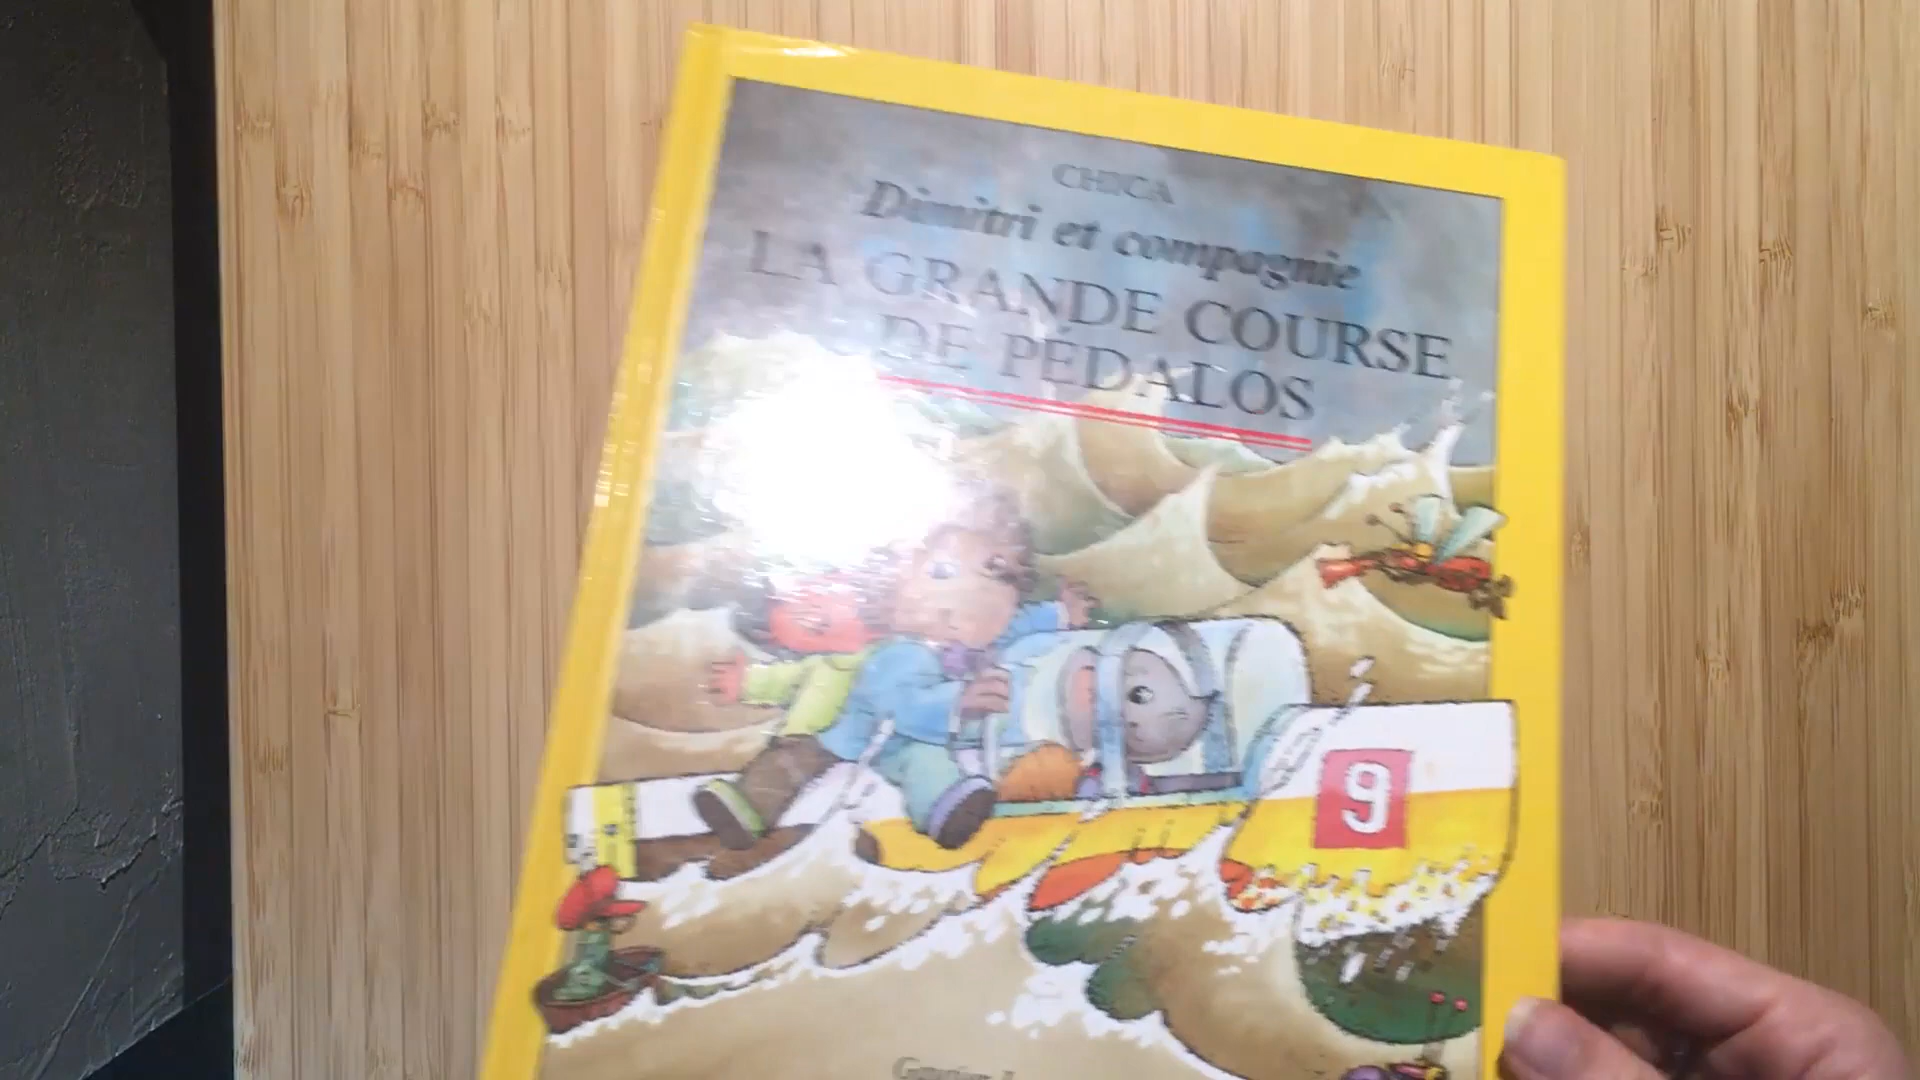 CHICA
Dimitri et compagnie
LA GRANDE COURSE
DE PÉDALOS
9